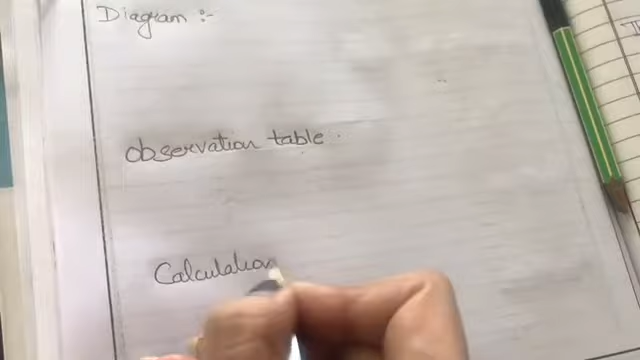 Diagram :-
observation table :
Calculation